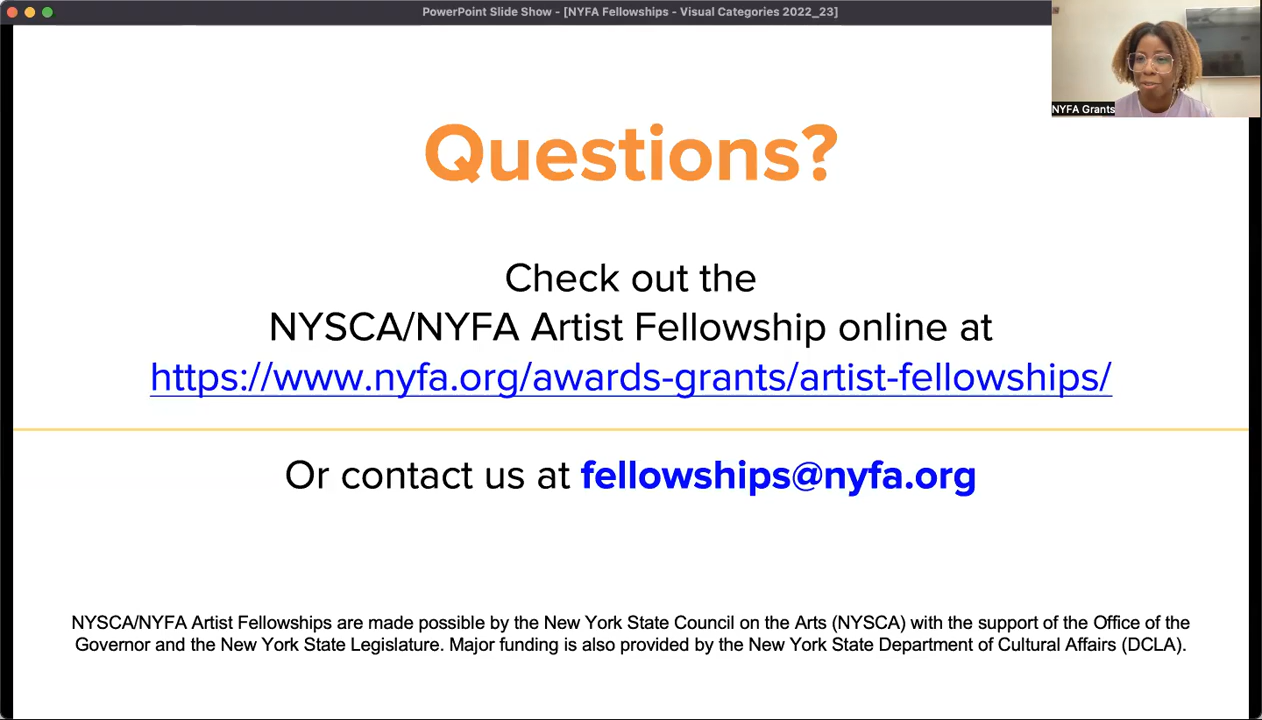 PowerPoint Slide Show - [NYFA Fellowships - Visual Categories 2022_23]
NYFA Grants
Questions?
Check out the
NYSCA/NYFA Artist Fellowship online at
https://www.nyfa.org/awards-grants/artist-fellowships/
Or contact us at fellowships@nyfa.org
NYSCA/NYFA Artist Fellowships are made possible by the New York State Council on the Arts (NYSCA) with the support of the Office of the
Governor and the New York State Legislature. Major funding is also provided by the New York State Department of Cultural Affairs (DCLA).